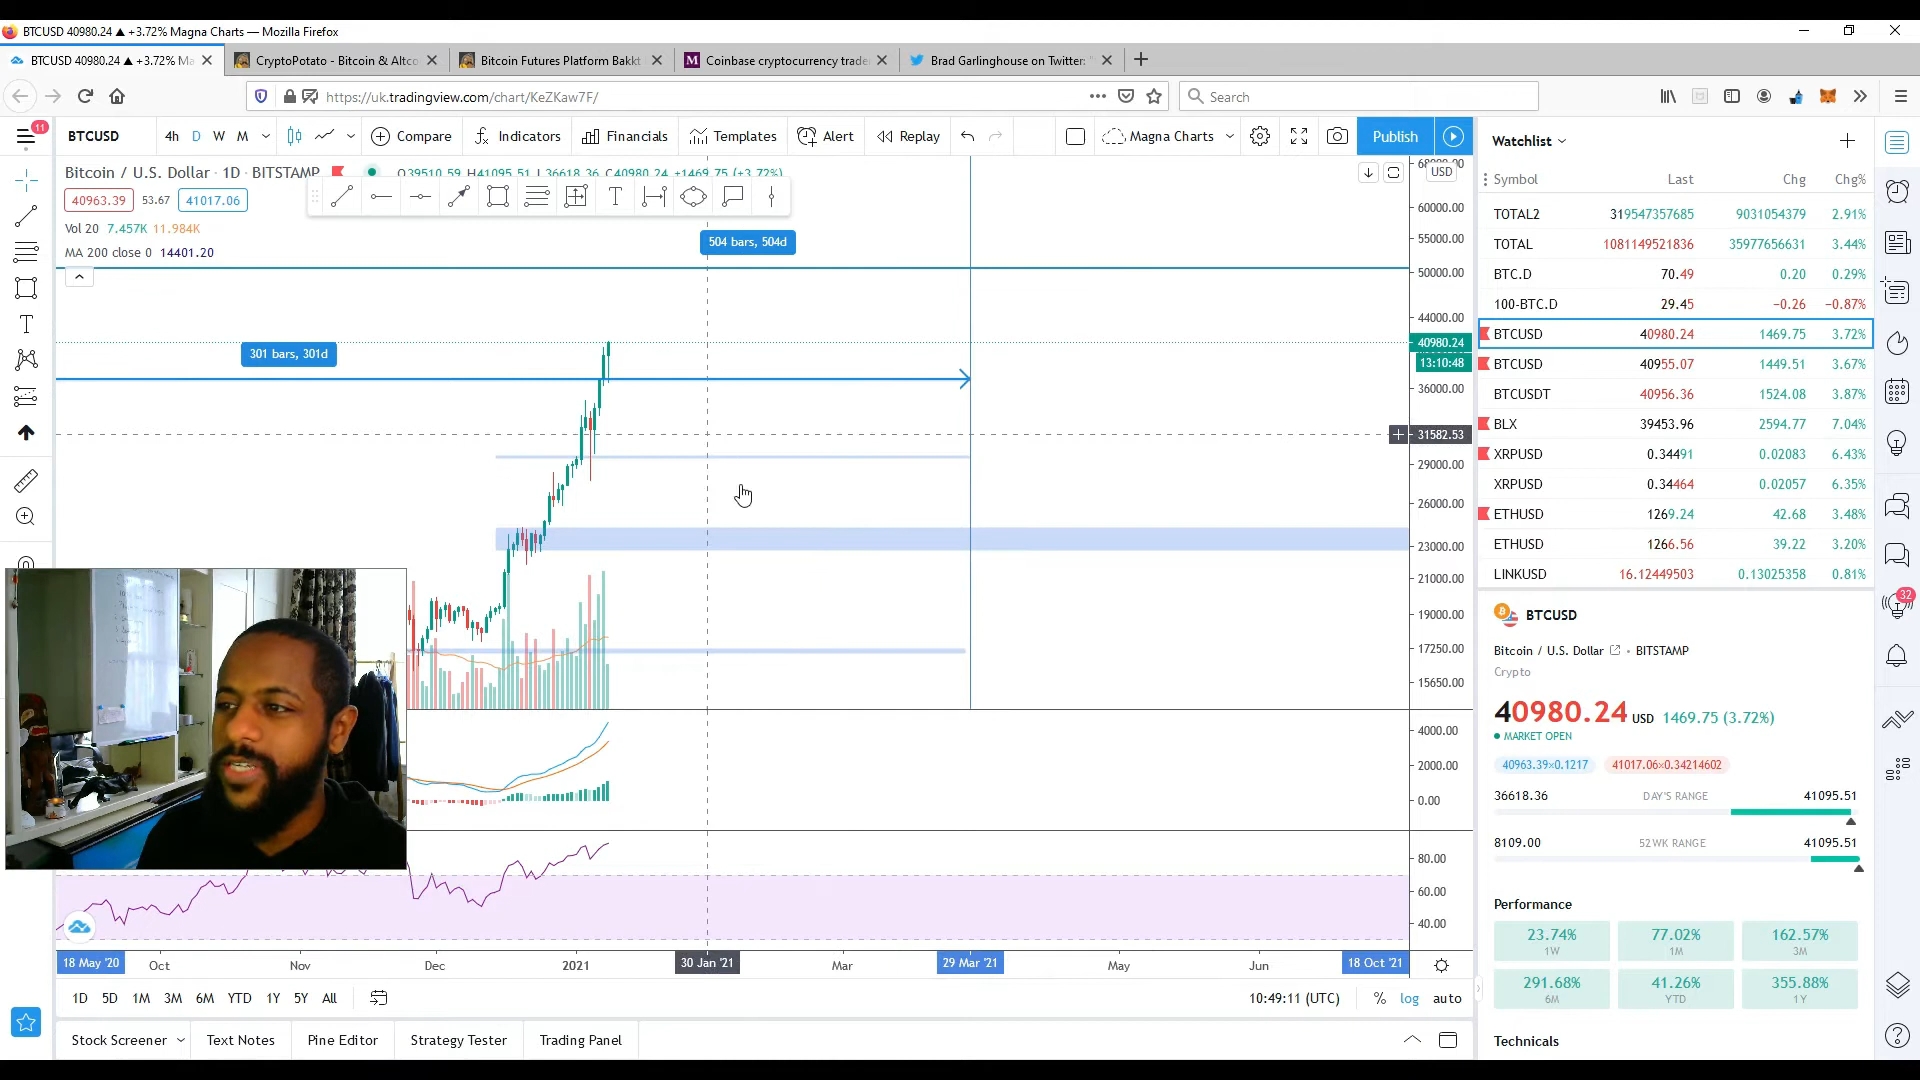 BTCUSD 40980.24 ▲ +3.72% Magna Charts — Mozilla Firefox
BTCUSD 40980.24 ▲ +3.72% Ma
CryptoPotato - Bitcoin & Altco
Bitcoin Futures Platform Bakkt
Coinbase cryptocurrency trade
Brad Garlinghouse on Twitter: "
https://uk.tradingview.com/chart/KeZKaw7F/
Search
11
BTCUSD 4h D W M Compare Indicators Financials Templates Alert Replay Magna Charts Publish
Bitcoin / U.S. Dollar · 1D · BITSTAMP O39510.59 H41095.51 L36618.36 C40980.24 +1469.75 (+3.72%)
40963.39 53.67 41017.06
Vol 20 7.457K 11.984K
MA 200 close 0 14401.20
504 bars, 504d
301 bars, 301d
USD
68000.00
60000.00
55000.00
50000.00
44000.00
40980.24
13:10:48
36000.00
31582.53
29000.00
26000.00
23000.00
21000.00
19000.00
17250.00
15650.00
4000.00
2000.00
0.00
80.00
60.00
40.00
18 May '20 Oct Nov Dec 2021 30 Jan '21 Mar 29 Mar '21 May Jun 18 Oct '21
1D 5D 1M 3M 6M YTD 1Y 5Y All 10:49:11 (UTC) % log auto
Stock Screener Text Notes Pine Editor Strategy Tester Trading Panel
Watchlist
Symbol Last Chg Chg%
TOTAL2 319547357685 9031054379 2.91%
TOTAL 1081149521836 35977656631 3.44%
BTC.D 70.49 0.20 0.29%
100-BTC.D 29.45 −0.26 −0.87%
BTCUSD 40980.24 1469.75 3.72%
BTCUSD 40955.07 1449.51 3.67%
BTCUSDT 40956.36 1524.08 3.87%
BLX 39453.96 2594.77 7.04%
XRPUSD 0.34491 0.02083 6.43%
XRPUSD 0.34464 0.02057 6.35%
ETHUSD 1269.24 42.68 3.48%
ETHUSD 1266.56 39.22 3.20%
LINKUSD 16.12449503 0.13025358 0.81%
32
BTCUSD
Bitcoin / U.S. Dollar • BITSTAMP
Crypto
40980.24 USD 1469.75 (3.72%)
MARKET OPEN
40963.39×0.1217 41017.06×0.34214602
36618.36 DAY'S RANGE 41095.51
8109.00 52WK RANGE 41095.51
Performance
23.74% 77.02% 162.57%
1W 1M 3M
291.68% 41.26% 355.88%
6M YTD 1Y
Technicals